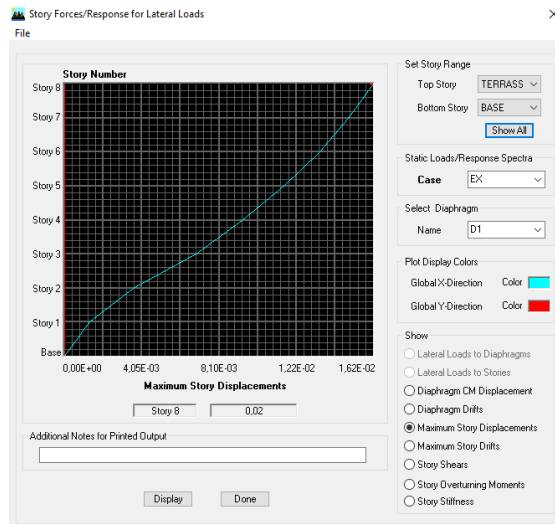 Story Forces/Response for Lateral Loads
File
Story Number
Story 8
Story 7
Story 6
Story 5
Story 4
Story 3
Story 2
Story 1
Base
0,00E+00 4,05E-03 8,10E-03 1,22E-02 1,62E-02
Maximum Story Displacements
Story 8 0,02
Additional Notes for Printed Output
Display Done
Set Story Range
Top Story TERRASS
Bottom Story BASE
Show All
Static Loads/Response Spectra
Case EX
Select Diaphragm
Name D1
Plot Display Colors
Global X-Direction Color
Global Y-Direction Color
Show
Lateral Loads to Diaphragms
Lateral Loads to Stories
Diaphragm CM Displacement
Diaphragm Drifts
Maximum Story Displacements
Maximum Story Drifts
Story Shears
Story Overturning Moments
Story Stiffness